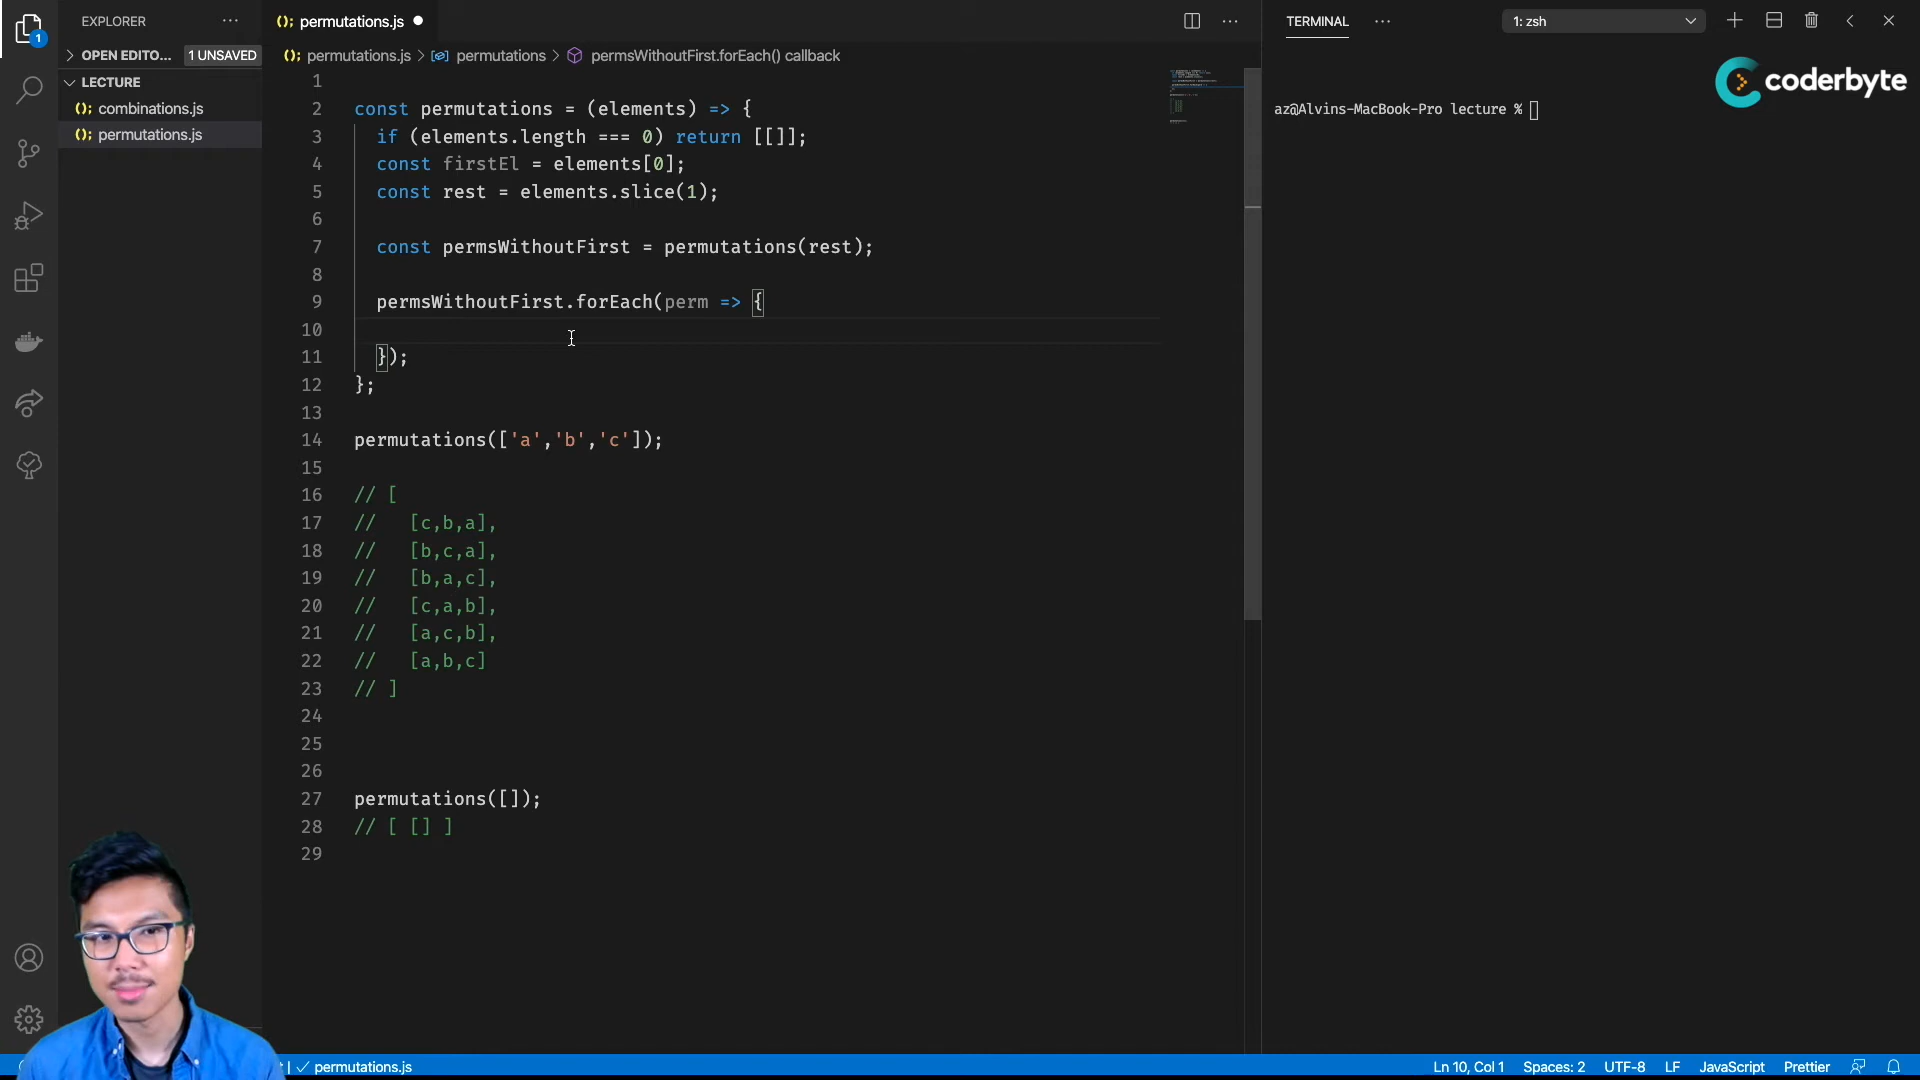 EXPLORER
OPEN EDITO...
1 UNSAVED
LECTURE
combinations.js
permutations.js
1
permutations.js
permutations.js > permutations > permsWithoutFirst.forEach() callback
1
2 const permutations = (elements) => {
3 if (elements.length === 0) return [[]];
4 const firstEl = elements[0];
5 const rest = elements.slice(1);
6
7 const permsWithoutFirst = permutations(rest);
8
9 permsWithoutFirst.forEach(perm => {
10
11 });
12 };
13
14 permutations(['a','b','c']);
15
16 // [
17 // [c,b,a],
18 // [b,c,a],
19 // [b,a,c],
20 // [c,a,b],
21 // [a,c,b],
22 // [a,b,c]
23 // ]
24
25
26
27 permutations([]);
28 // [ [] ]
29
TERMINAL
1: zsh
coderbyte
az@Alvins-MacBook-Pro lecture %
permutations.js
Ln 10, Col 1
Spaces: 2
UTF-8
LF
JavaScript
Prettier